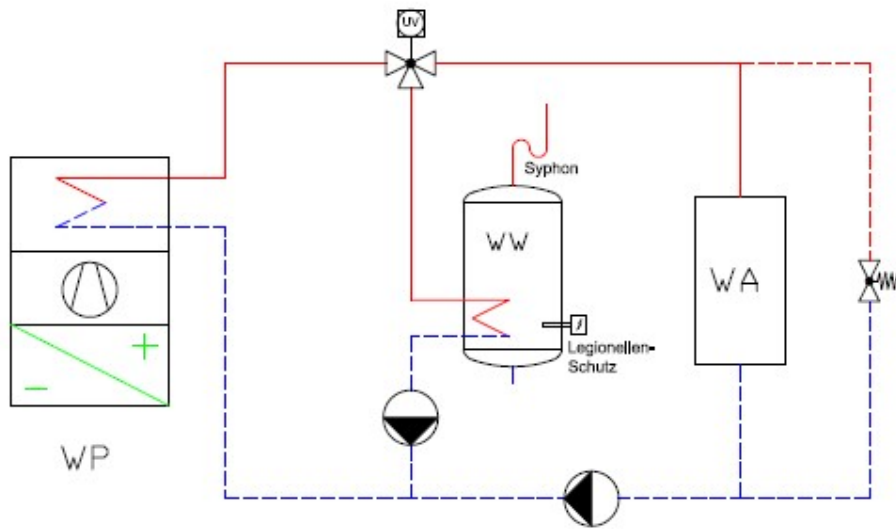 UV
Syphon
WW
WA
Legionellen-
Schutz
+
-
WP